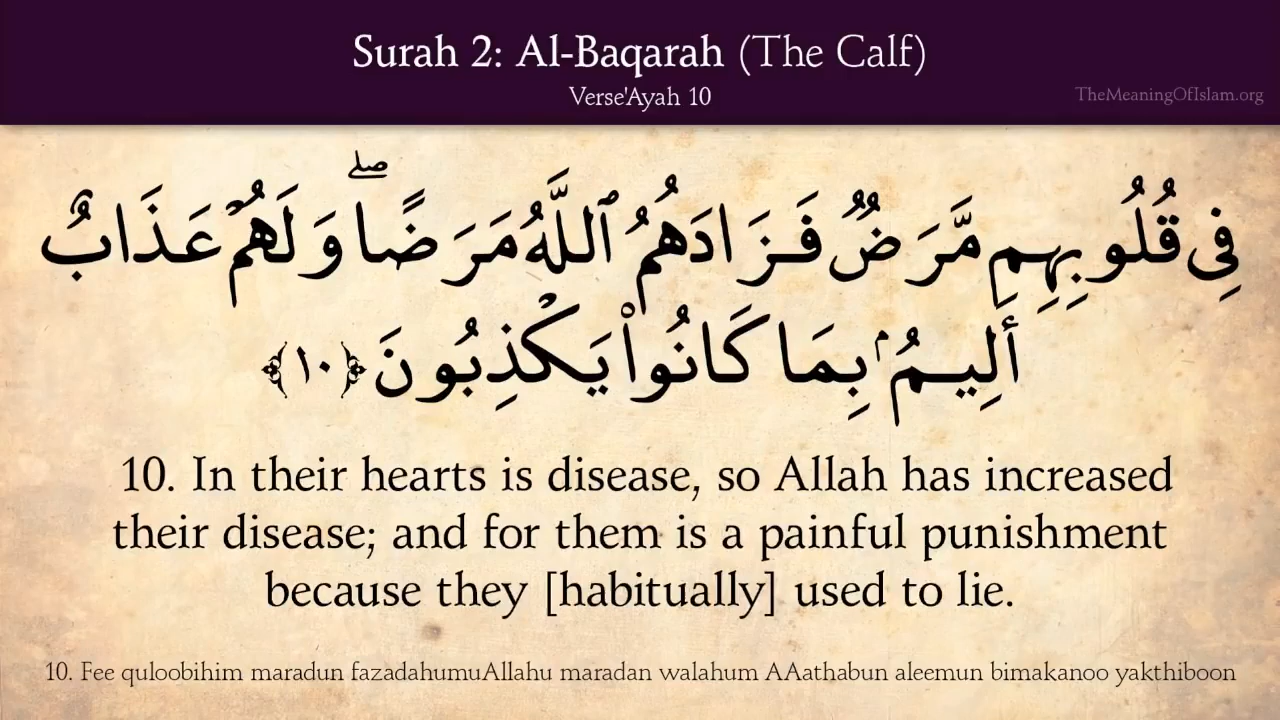 Surah 2: Al-Baqarah (The Calf)
Verse'Ayah 10
TheMeaningOfIslam.org
فِى قُلُوبِهِم مَّرَضٌ فَزَادَهُمُ ٱللَّهُ مَرَضًا ۖ وَلَهُمْ عَذَابٌ
أَلِيمٌۢ بِمَا كَانُوا۟ يَكْذِبُونَ ﴿١٠﴾
10. In their hearts is disease, so Allah has increased
their disease; and for them is a painful punishment
because they [habitually] used to lie.
10. Fee quloobihim maradun fazadahumuAllahu maradan walahum AAathabun aleemun bimakanoo yakthiboon